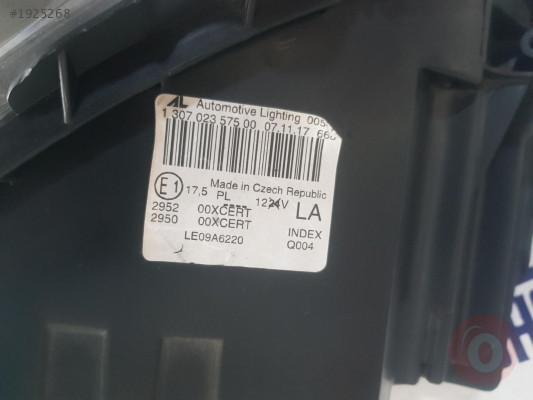 #1925268
AL Automotive Lighting
1 307 023 575 00 07.11.17
Made in Czech Republic
E1 17,5 PL 12
LA
2952 00XCERT
2950 00XCERT
INDEX
Q004
LE09A6220